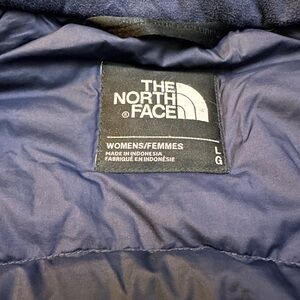 THE
NORTH
FACE
®
WOMENS/FEMMES
MADE IN INDONESIA
FABRIQUÉ EN INDONÉSIE
L
G